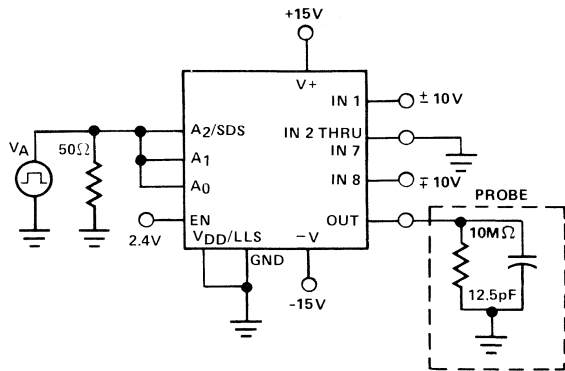 +15V
V+
IN 1
± 10V
A2/SDS
IN 2 THRU
IN 7
VA
50Ω
A1
A0
IN 8
∓ 10V
PROBE
EN
OUT
2.4V
VDD/LLS
−V
GND
10MΩ
-15V
12.5pF